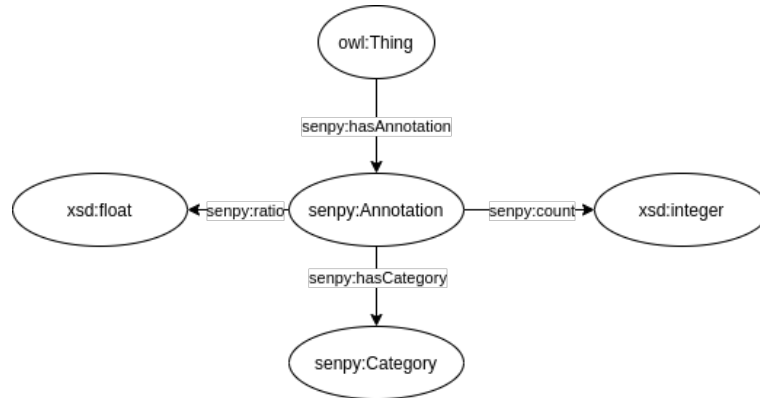 owl:Thing
senpy:hasAnnotation
xsd:float
senpy:ratio
senpy:Annotation
senpy:count
xsd:integer
senpy:hasCategory
senpy:Category